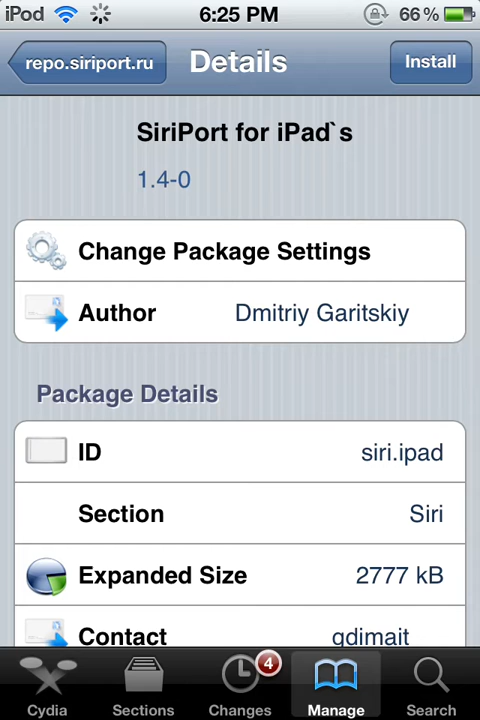 iPod 6:25 PM 66%
repo.siriport.ru Details Install
SiriPort for iPad`s
1.4-0
Change Package Settings
Author Dmitriy Garitskiy
Package Details
ID siri.ipad
Section Siri
Expanded Size 2777 kB
Contact gdimait
4
Cydia Sections Changes Manage Search